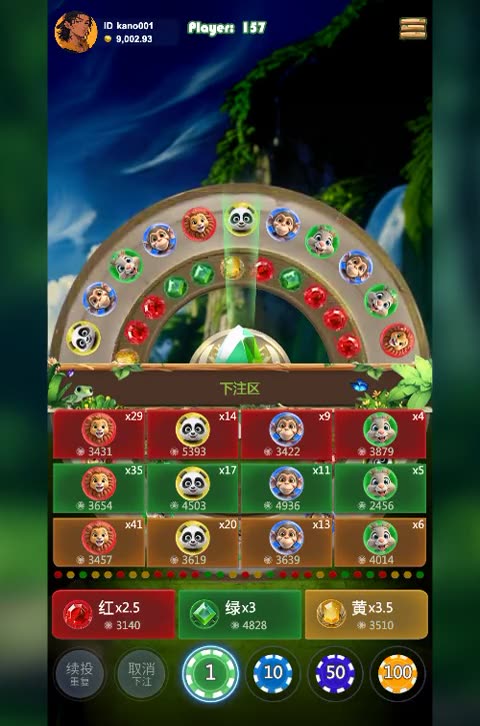 ID kano001
9,002.93
Player: 157
下注区
x29 x14 x9 x4
3431 5393 3422 3879
x35 x17 x11 x5
3654 4503 4936 2456
x41 x20 x13 x6
3457 3619 3639 4014
红x2.5 绿x3 黄x3.5
3140 4828 3510
续投 取消 1 10 50 100
重复 下注